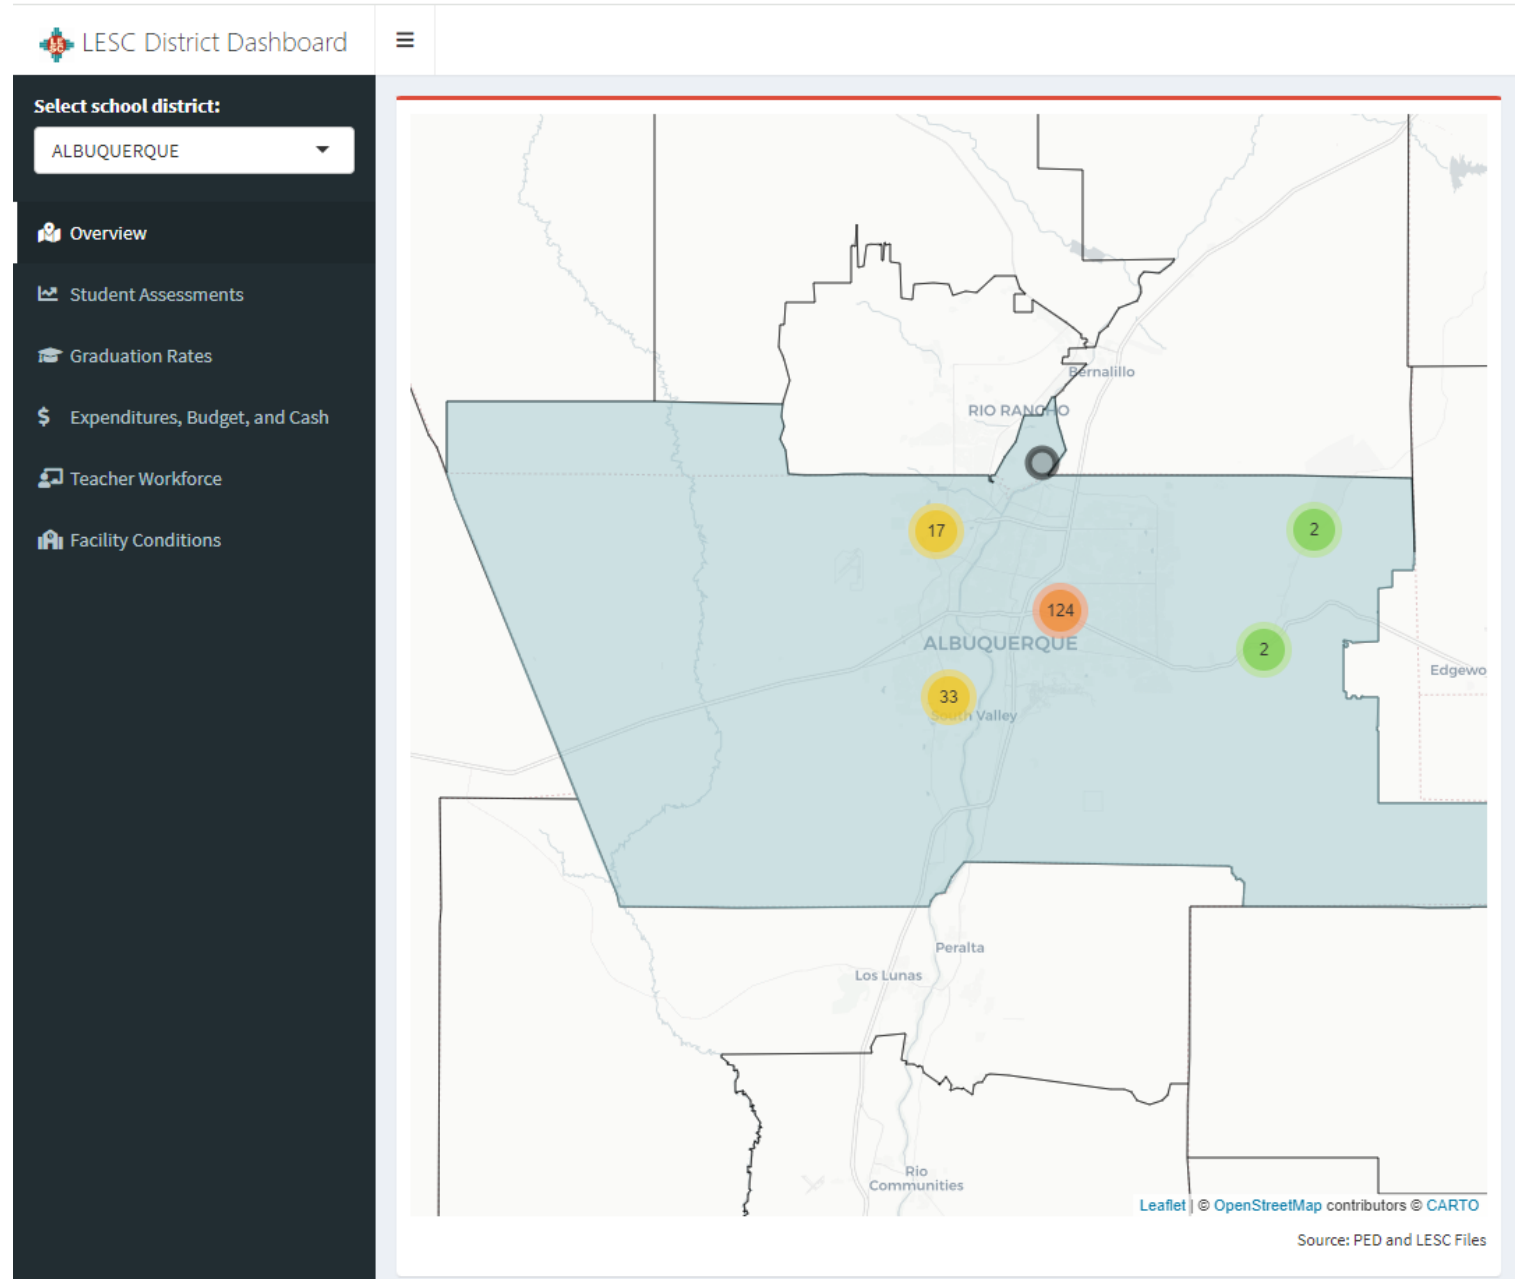 LESC District Dashboard
Select school district:
ALBUQUERQUE
Overview
Student Assessments
Graduation Rates
Expenditures, Budget, and Cash
Teacher Workforce
Facility Conditions
Bernalillo
RIO RANCHO
17
2
124
ALBUQUERQUE
2
Edgewo
33
South Valley
Peralta
Los Lunas
Rio
Communities
Leaflet | © OpenStreetMap contributors © CARTO
Source: PED and LESC Files